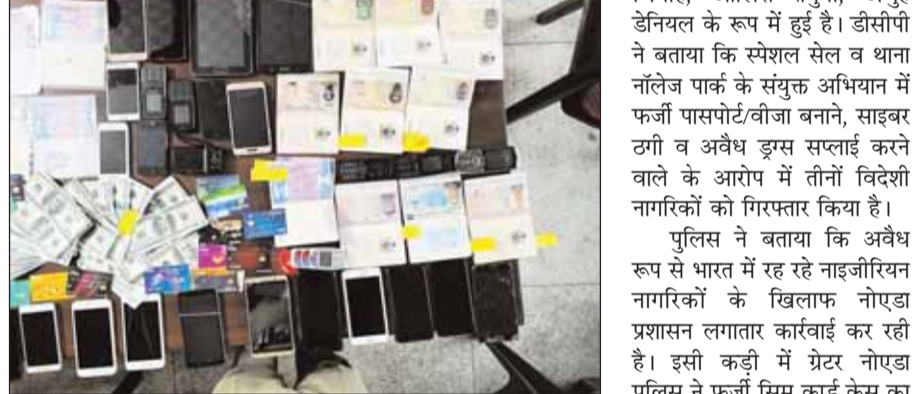 डेनियल के रूप में हुई है। डीसीपी
ने बताया कि स्पेशल सेल व थाना
नॉलेज पार्क के संयुक्त अभियान में
फर्जी पासपोर्ट/वीजा बनाने, साइबर
ठगी व अवैध ड्रग्स सप्लाई करने
वाले के आरोप में तीनों विदेशी
नागरिकों को गिरफ्तार किया है।
पुलिस ने बताया कि अवैध
रूप से भारत में रह रहे नाइजीरियन
नागरिकों के खिलाफ नोएडा
प्रशासन लगातार कार्रवाई कर रही
है। इसी कड़ी में ग्रेटर नोएडा
पुलिस ने फर्जी सिम कार्ड केस का